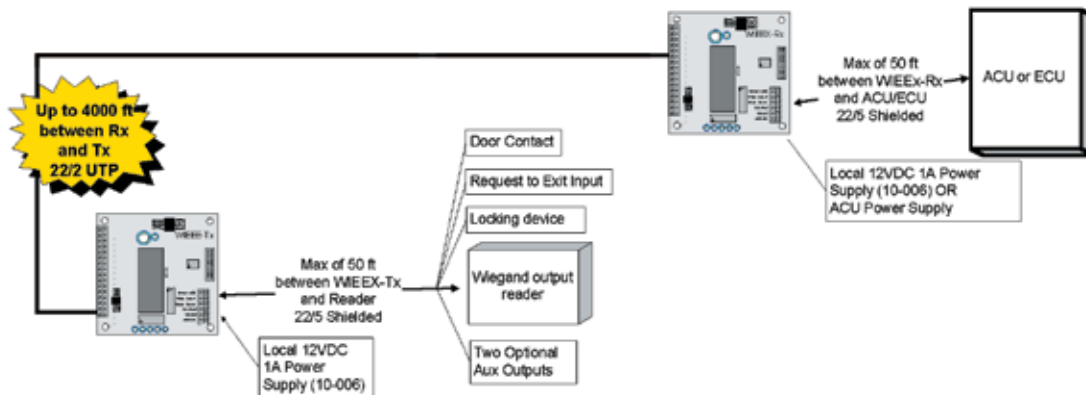 WIEEX-Rx
Max of 50 ft
between WIEEx-Rx
and ACU/ECU
22/5 Shielded
ACU or ECU
Up to 4000 ft
between Rx
and Tx
22/2 UTP
Local 12VDC 1A Power
Supply (10-006) OR
ACU Power Supply
WIEEX-Tx
Max of 50 ft
between WIEEX-Tx
and Reader
22/5 Shielded
Door Contact
Request to Exit Input
Locking device
Wiegand output
reader
Two Optional
Aux Outputs
Local 12VDC
1A Power
Supply (10-006)